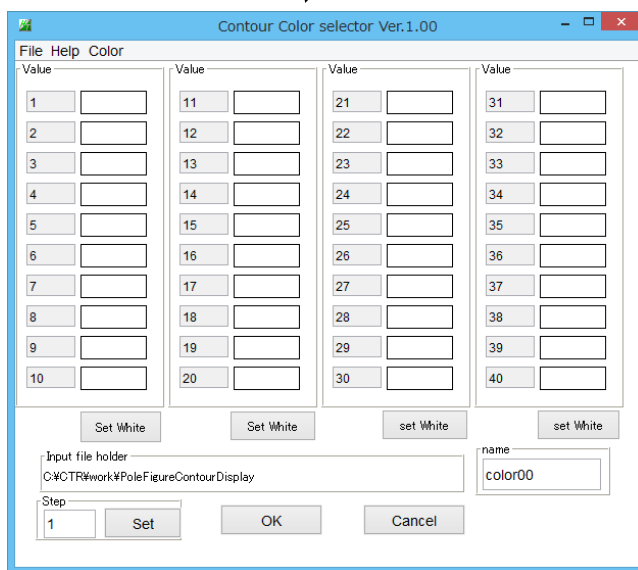 Contour Color selector Ver.1.00
File Help Color
Value Value Value Value
1 11 21 31
2 12 22 32
3 13 23 33
4 14 24 34
5 15 25 35
6 16 26 36
7 17 27 37
8 18 28 38
9 19 29 39
10 20 30 40
Set White Set White set White set White
Input file holder name
C:¥CTR¥work¥PoleFigureContourDisplay color00
Step
1 Set OK Cancel